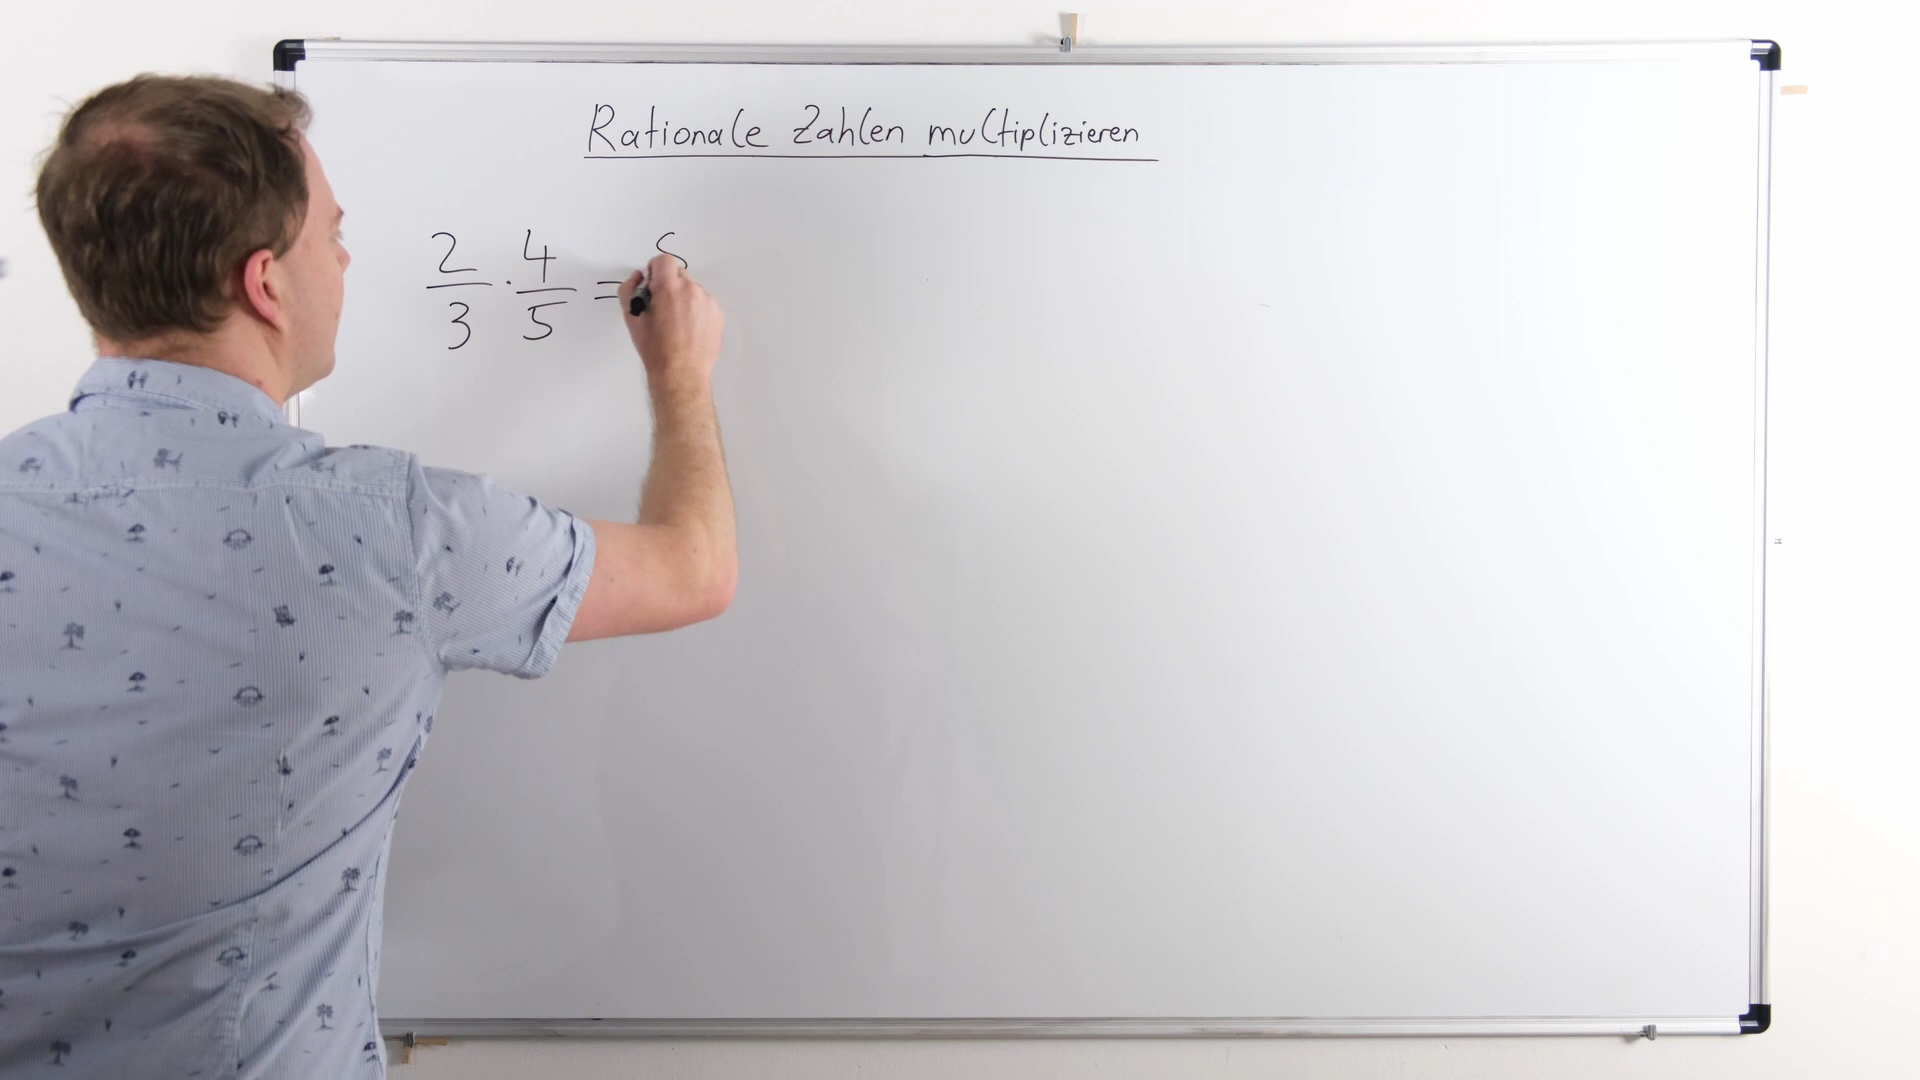 Rationale Zahlen multiplizieren
2/3 · 4/5 =